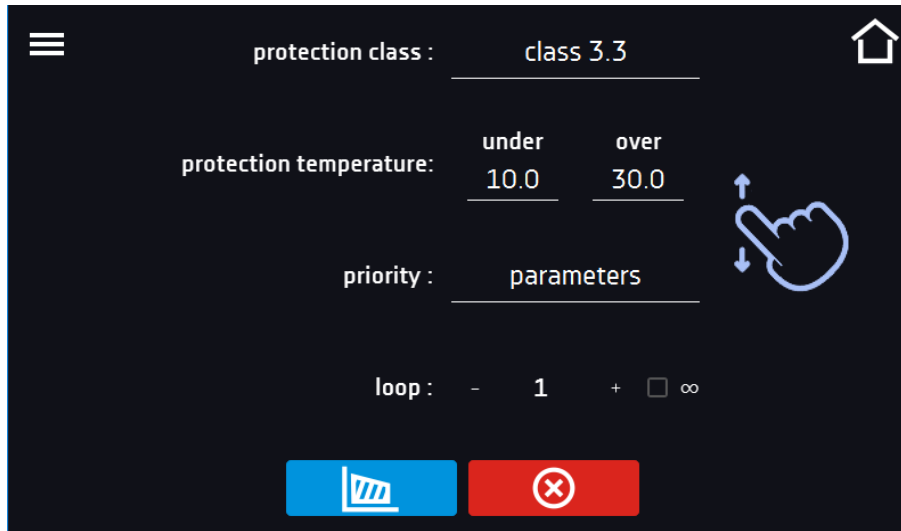 protection class : class 3.3
under over
protection temperature: 10.0 30.0
priority : parameters
loop : - 1 + ∞